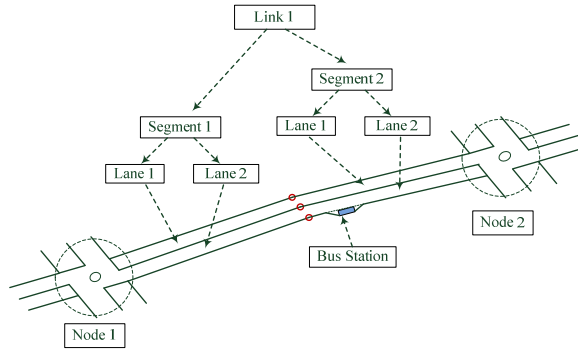 Link 1
Segment 2
Segment 1
Lane 1
Lane 2
Lane 1
Lane 2
Node 2
Bus Station
Node 1